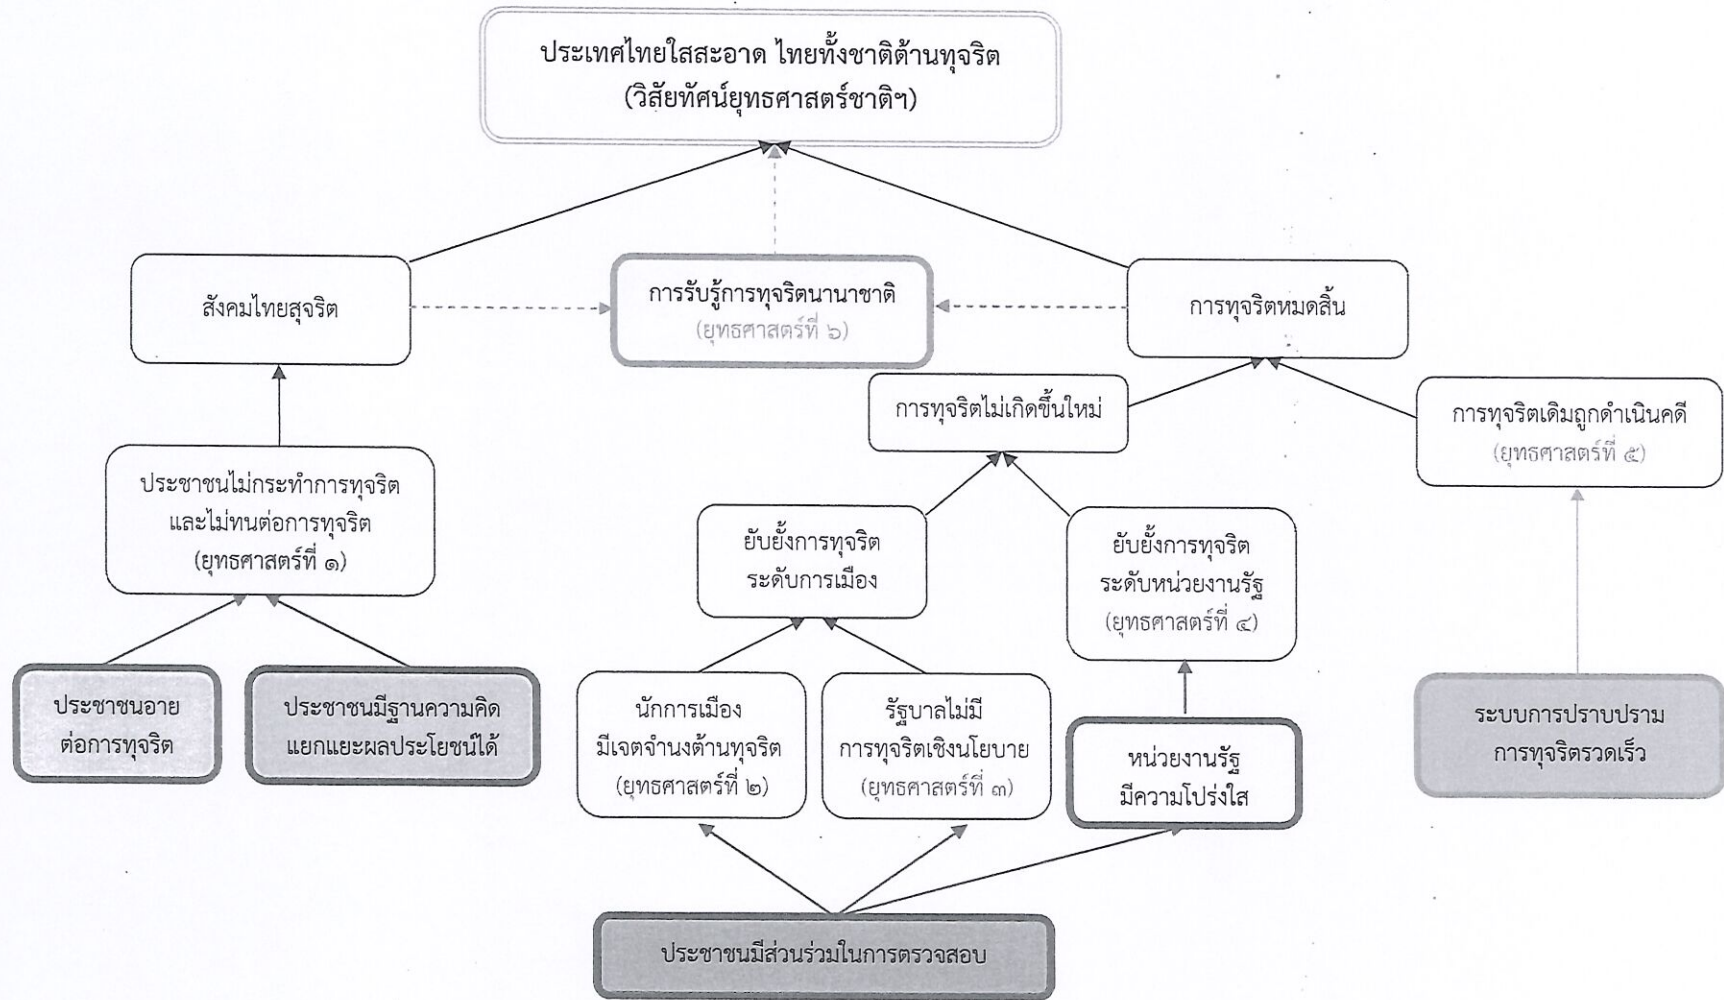 ประเทศไทยใสสะอาด ไทยทั้งชาติต้านทุจริต
(วิสัยทัศน์ยุทธศาสตร์ชาติฯ)
สังคมไทยสุจริต
การรับรู้การทุจริตนานาชาติ
(ยุทธศาสตร์ที่ ๖)
การทุจริตหมดสิ้น
การทุจริตไม่เกิดขึ้นใหม่
การทุจริตเดิมถูกดำเนินคดี
(ยุทธศาสตร์ที่ ๕)
ประชาชนไม่กระทำการทุจริต
และไม่ทนต่อการทุจริต
(ยุทธศาสตร์ที่ ๑)
ยับยั้งการทุจริต
ระดับการเมือง
ยับยั้งการทุจริต
ระดับหน่วยงานรัฐ
(ยุทธศาสตร์ที่ ๔)
ประชาชนอาย
ต่อการทุจริต
ประชาชนมีฐานความคิด
แยกแยะผลประโยชน์ได้
นักการเมือง
มีเจตจำนงต้านทุจริต
(ยุทธศาสตร์ที่ ๒)
รัฐบาลไม่มี
การทุจริตเชิงนโยบาย
(ยุทธศาสตร์ที่ ๓)
หน่วยงานรัฐ
มีความโปร่งใส
ระบบการปราบปราม
การทุจริตรวดเร็ว
ประชาชนมีส่วนร่วมในการตรวจสอบ